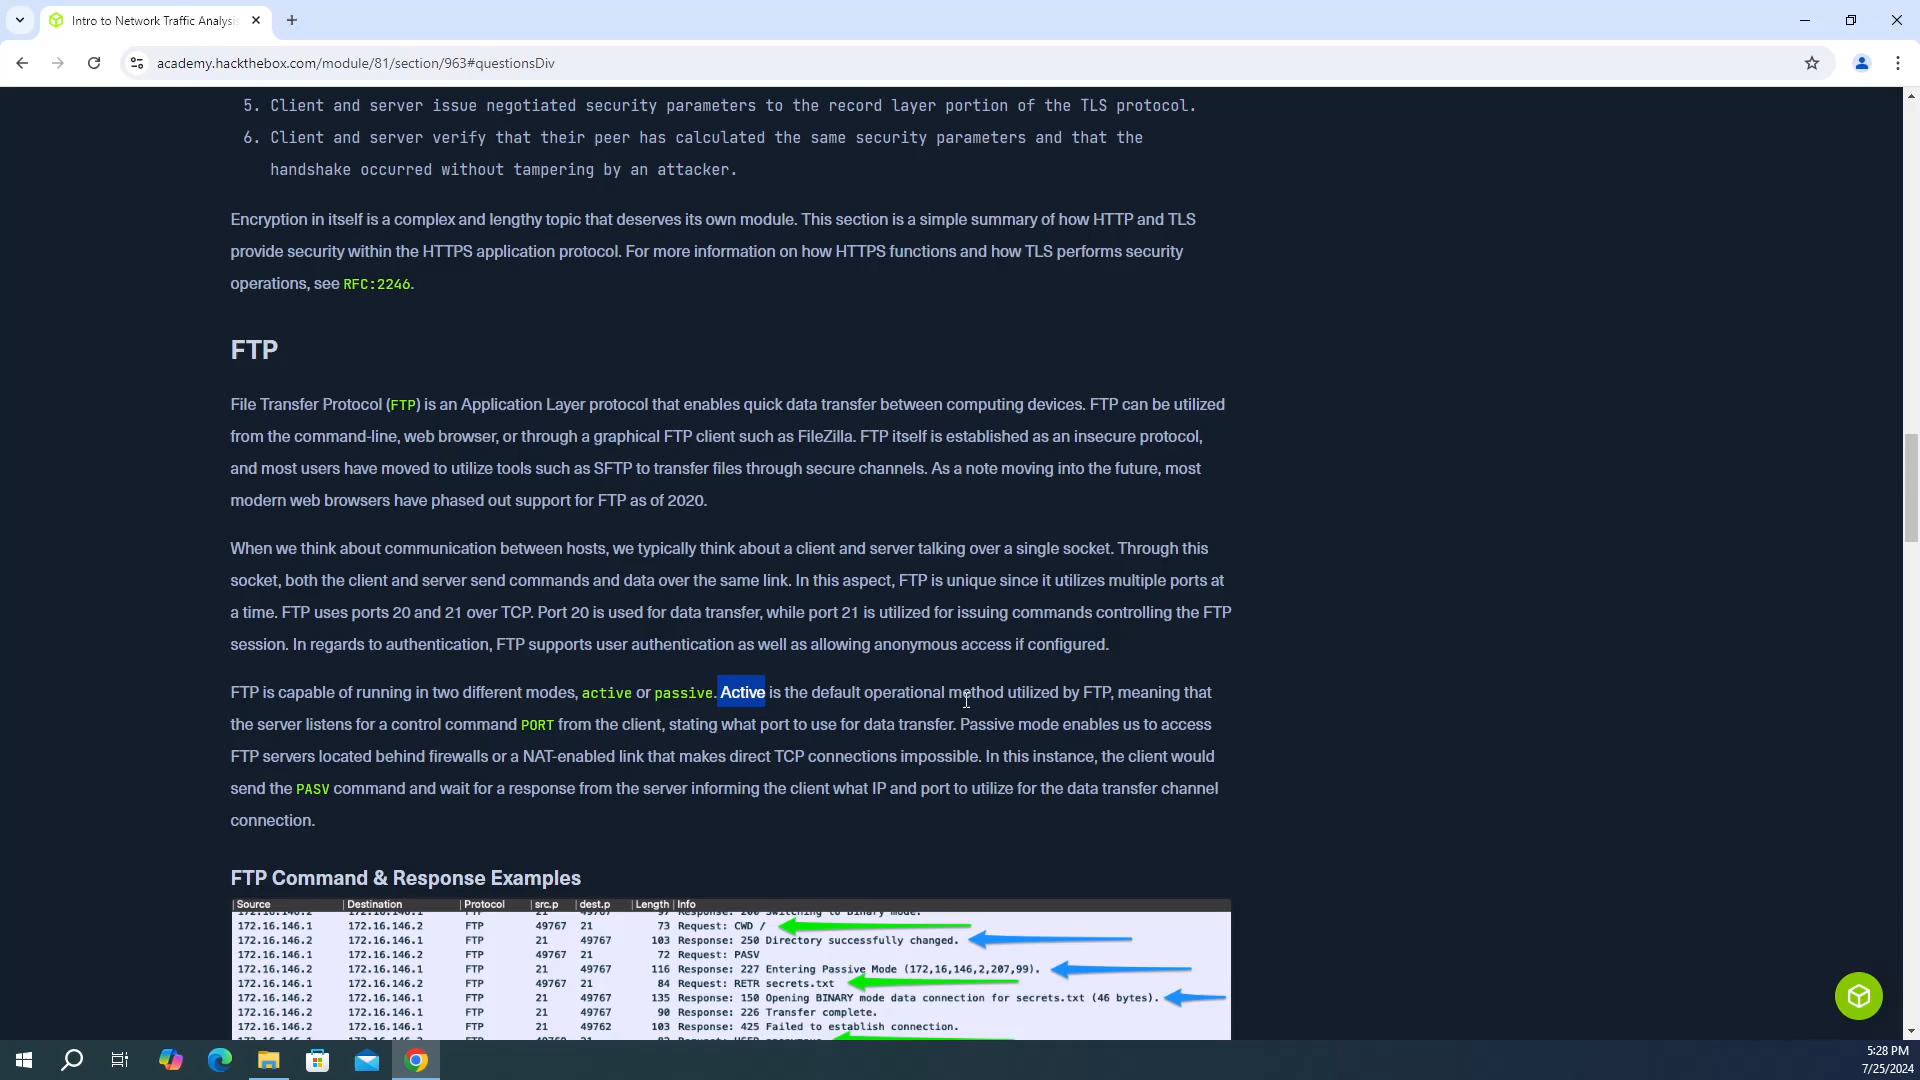 Intro to Network Traffic Analysis
academy.hackthebox.com/module/81/section/963#questionsDiv
5. Client and server issue negotiated security parameters to the record layer portion of the TLS protocol.
6. Client and server verify that their peer has calculated the same security parameters and that the
handshake occurred without tampering by an attacker.
Encryption in itself is a complex and lengthy topic that deserves its own module. This section is a simple summary of how HTTP and TLS
provide security within the HTTPS application protocol. For more information on how HTTPS functions and how TLS performs security
operations, see RFC:2246.
FTP
File Transfer Protocol (FTP) is an Application Layer protocol that enables quick data transfer between computing devices. FTP can be utilized
from the command-line, web browser, or through a graphical FTP client such as FileZilla. FTP itself is established as an insecure protocol,
and most users have moved to utilize tools such as SFTP to transfer files through secure channels. As a note moving into the future, most
modern web browsers have phased out support for FTP as of 2020.
When we think about communication between hosts, we typically think about a client and server talking over a single socket. Through this
socket, both the client and server send commands and data over the same link. In this aspect, FTP is unique since it utilizes multiple ports at
a time. FTP uses ports 20 and 21 over TCP. Port 20 is used for data transfer, while port 21 is utilized for issuing commands controlling the FTP
session. In regards to authentication, FTP supports user authentication as well as allowing anonymous access if configured.
FTP is capable of running in two different modes, active or passive. Active is the default operational method utilized by FTP, meaning that
the server listens for a control command PORT from the client, stating what port to use for data transfer. Passive mode enables us to access
FTP servers located behind firewalls or a NAT-enabled link that makes direct TCP connections impossible. In this instance, the client would
send the PASV command and wait for a response from the server informing the client what IP and port to utilize for the data transfer channel
connection.
FTP Command & Response Examples
Source Destination Protocol src.p dest.p Length Info
172.16.146.2 172.16.146.1 FTP 21 49767 97 Response: 200 Switching to Binary mode.
172.16.146.1 172.16.146.2 FTP 49767 21 73 Request: CWD /
172.16.146.2 172.16.146.1 FTP 21 49767 103 Response: 250 Directory successfully changed.
172.16.146.1 172.16.146.2 FTP 49767 21 72 Request: PASV
172.16.146.2 172.16.146.1 FTP 21 49767 116 Response: 227 Entering Passive Mode (172,16,146,2,207,99).
172.16.146.1 172.16.146.2 FTP 49767 21 84 Request: RETR secrets.txt
172.16.146.2 172.16.146.1 FTP 21 49767 135 Response: 150 Opening BINARY mode data connection for secrets.txt (46 bytes).
172.16.146.2 172.16.146.1 FTP 21 49767 90 Response: 226 Transfer complete.
172.16.146.2 172.16.146.1 FTP 21 49762 103 Response: 425 Failed to establish connection.
5:28 PM
7/25/2024